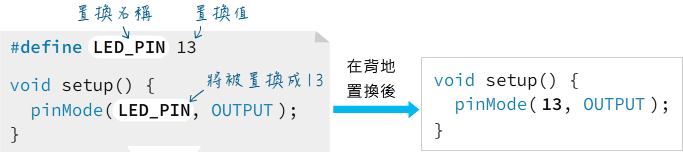 置換名稱
置換值
#define LED_PIN 13
void setup() {
將被置換成13
pinMode(LED_PIN, OUTPUT);
}
在背地
置換後
void setup() {
pinMode(13, OUTPUT);
}